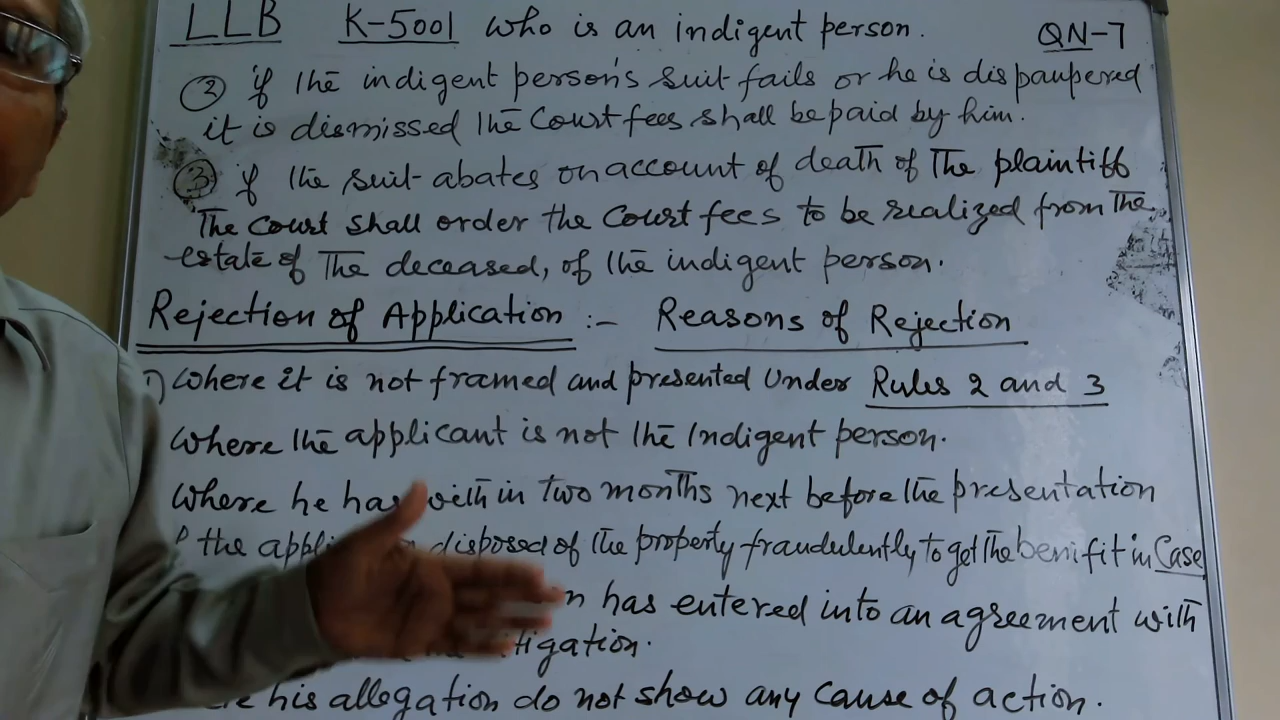 LLB K-5001 who is an indigent person. QN-7
② if the indigent person's suit fails or he is dispaupered
it is dismissed the Court fees shall be paid by him.
③ if the suit abates on account of death of The plaintiff
The Court shall order the Court fees to be realized from The
estate of The deceased, of the indigent person.
Rejection of Application :- Reasons of Rejection
1) Where it is not framed and presented Under Rules 2 and 3
Where the applicant is not the Indigent person.
Where he has with in two months next before the presentation
the disposed of the property fraudulently to get The benifit in Case
has entered into an agreement with
his allegation do not show any cause of action.